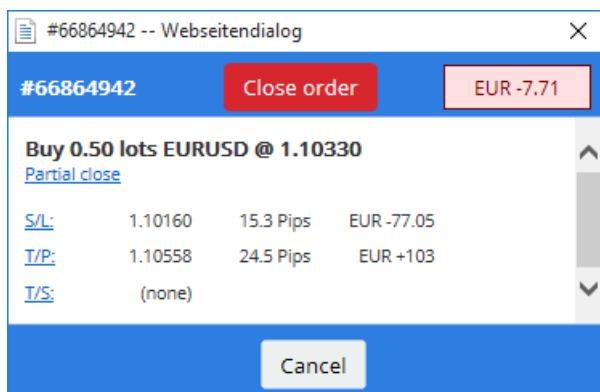 #66864942 -- Webseitendialog
#66864942 Close order EUR -7.71
Buy 0.50 lots EURUSD @ 1.10330
Partial close
S/L: 1.10160 15.3 Pips EUR -77.05
T/P: 1.10558 24.5 Pips EUR +103
T/S: (none)
Cancel